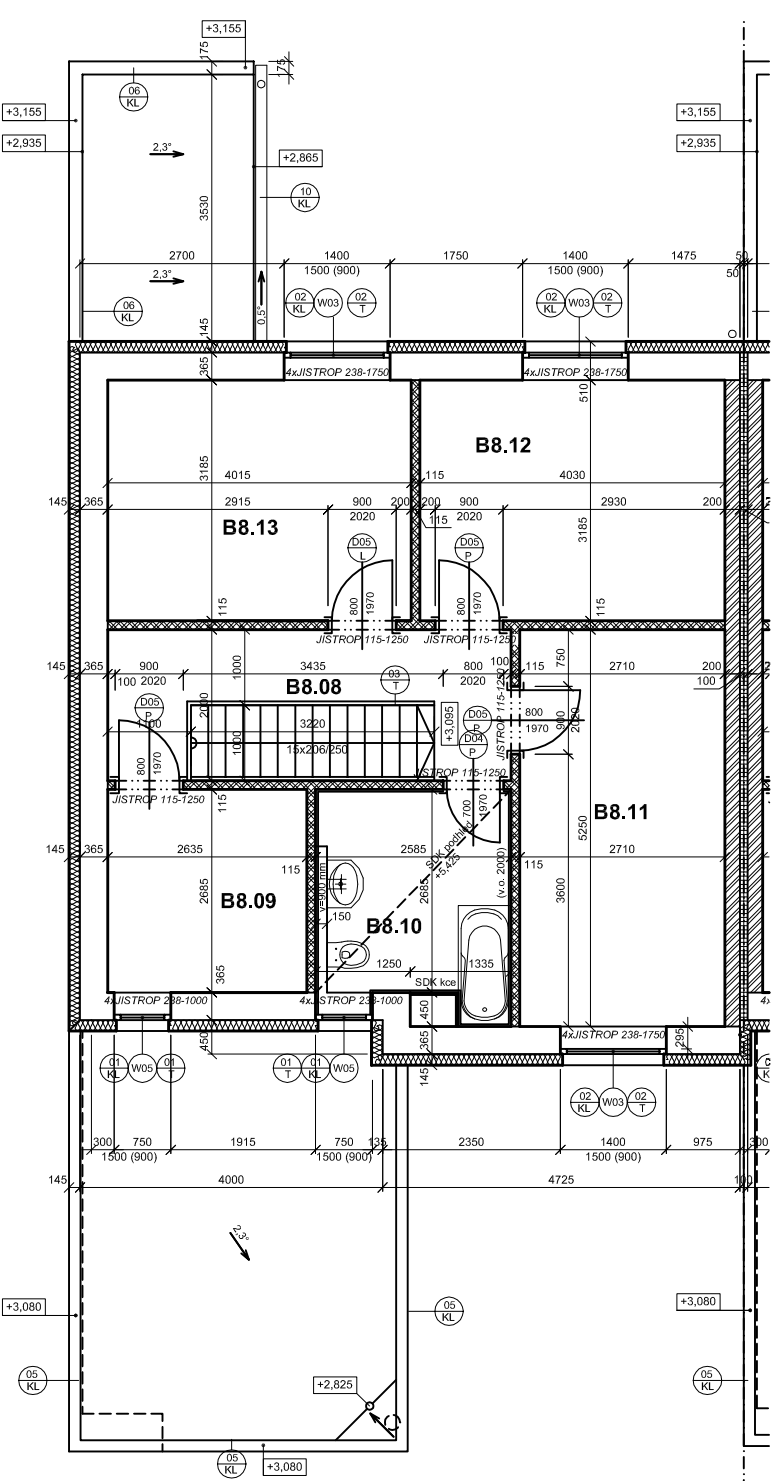 +3,155
175
175
06
KL
+3,155
+3,155
+2,935
+2,935
2,3°
+2,865
10
KL
3530
2700
1400
1750
1400
1475
50
1500 (900)
1500 (900)
50
2,3°
06
KL
0,5°
02
KL
W03
02
T
02
KL
W03
02
T
145
365
4xJISTROP 238-1750
4xJISTROP 238-1750
510
B8.12
3185
4015
115
4030
145
365
2915
900
200
200
900
2930
200
2020
115
2020
B8.13
3185
D05
L
D05
P
800
1970
800
1970
115
115
JISTROP 115-1250
JISTROP 115-1250
145
365
900
3435
800
100
115
2710
200
100
2020
1000
03
T
2020
750
100
B8.08
D05
P
2000
JISTROP 115-1250
+3,095
D05
P
800
1970
900
2020
1100
3220
D04
P
15x206/250
1000
800
1970
JISTROP 115-1250
JISTROP 115-1250
115
700
1970
B8.11
5250
145
365
2635
115
2585
115
2710
SDK podhled
+5,425
(v.o. 2000)
v=900 mm
2685
2685
3600
B8.09
150
B8.10
1250
1335
365
SDK kce
4xJISTROP 238-1000
4xJISTROP 238-1000
450
450
365
145
4xJISTROP 238-1750
295
01
KL
W05
01
T
01
T
01
KL
W05
02
KL
W03
02
T
300
750
1915
750
135
2350
1400
975
300
1500 (900)
1500 (900)
1500 (900)
145
4000
4725
100
2,3°
+3,080
+3,080
05
KL
05
KL
05
KL
+2,825
05
KL
+3,080